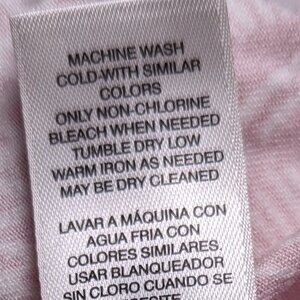 MACHINE WASH
COLD-WITH SIMILAR
COLORS
ONLY NON-CHLORINE
BLEACH WHEN NEEDED
TUMBLE DRY LOW
WARM IRON AS NEEDED
MAY BE DRY CLEANED
LAVAR A MÁQUINA CON
AGUA FRIA CON
COLORES SIMILARES.
USAR BLANQUEADOR
SIN CLORO CUANDO SE